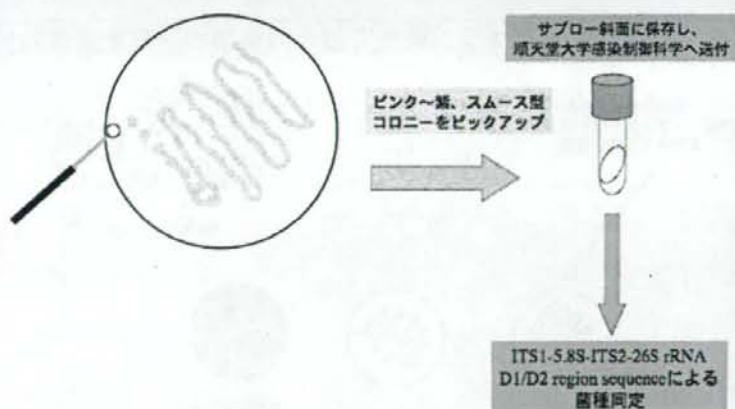 サブロー斜面に保存し、
順天堂大学感染制御科学へ送付
ピンク〜紫、スムース型
コロニーをピックアップ
ITS1-5.8S-ITS2-26S rRNA
D1/D2 region sequenceによる
菌種同定